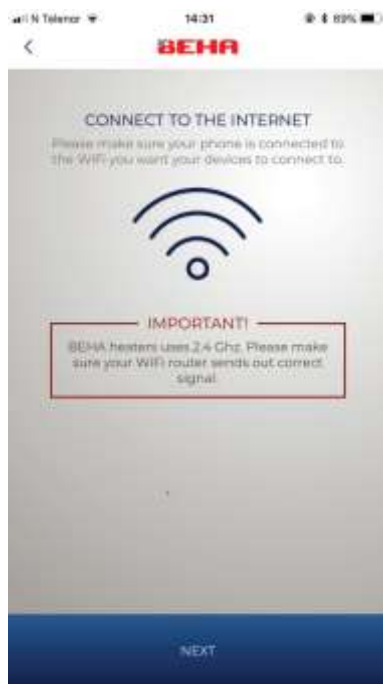 N Telenor 14:31 69%
BEHA
CONNECT TO THE INTERNET
Please make sure your phone is connected to
the WiFi you want your devices to connect to.
IMPORTANT!
BEHA heaters uses 2.4 Ghz. Please make
sure your WiFi router sends out correct
signal.
NEXT